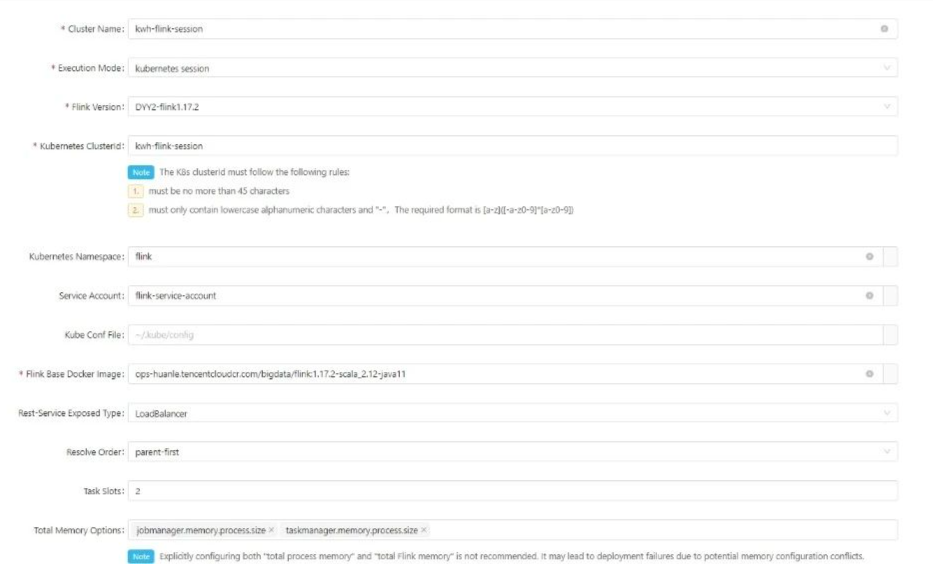 * Cluster Name: kwh-flink-session
* Execution Mode: kubernetes session
* Flink Version: DYY2-flink1.17.2
* Kubernetes ClusterId: kwh-flink-session
Note The K8s clusterId must follow the following rules:
1. must be no more than 45 characters
2. must only contain lowercase alphanumeric characters and "-". The required format is [a-z]([-a-z0-9]*[a-z0-9])
Kubernetes Namespace: flink
Service Account: flink-service-account
Kube Conf File: ~/.kube/config
* Flink Base Docker Image: ops-huanle.tencentcloudcr.com/bigdata/flink:1.17.2-scala_2.12-java11
Rest-Service Exposed Type: LoadBalancer
Resolve Order: parent-first
Task Slots: 2
Total Memory Options: jobmanager.memory.process.size × taskmanager.memory.process.size ×
Note Explicitly configuring both "total process memory" and "total Flink memory" is not recommended. It may lead to deployment failures due to potential memory configuration conflicts.